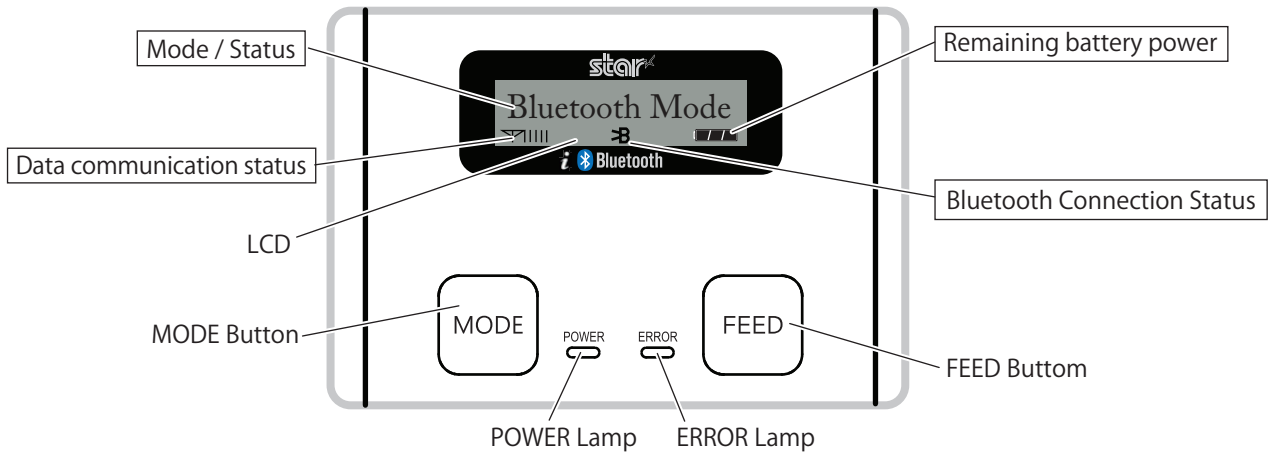 Mode / Status
Remaining battery power
star
Bluetooth Mode
Data communication status
i Bluetooth
Bluetooth Connection Status
LCD
MODE
FEED
MODE Button
POWER
ERROR
FEED Buttom
POWER Lamp
ERROR Lamp